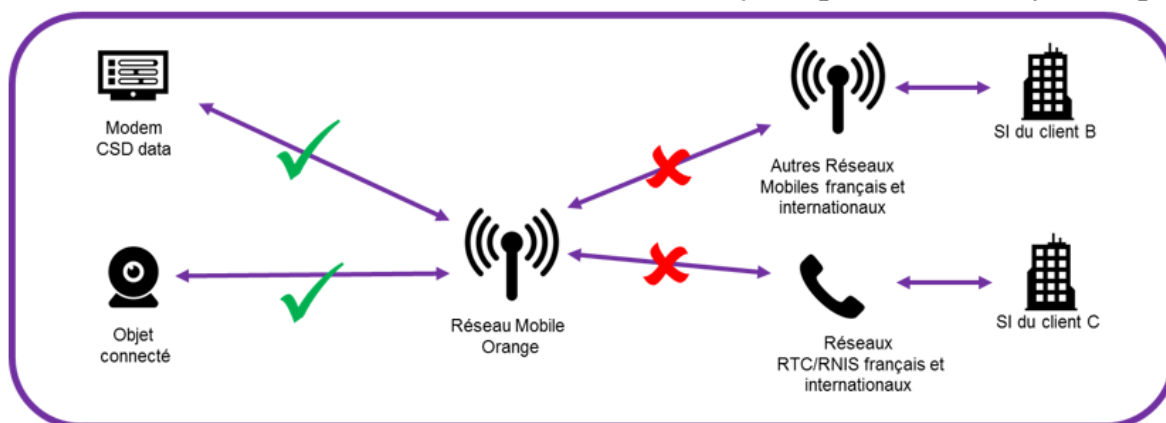 Modem
CSD data
SI du client B
Autres Réseaux
Mobiles français et
internationaux
Objet
connecté
Réseau Mobile
Orange
Réseaux
RTC/RNIS français et
internationaux
SI du client C